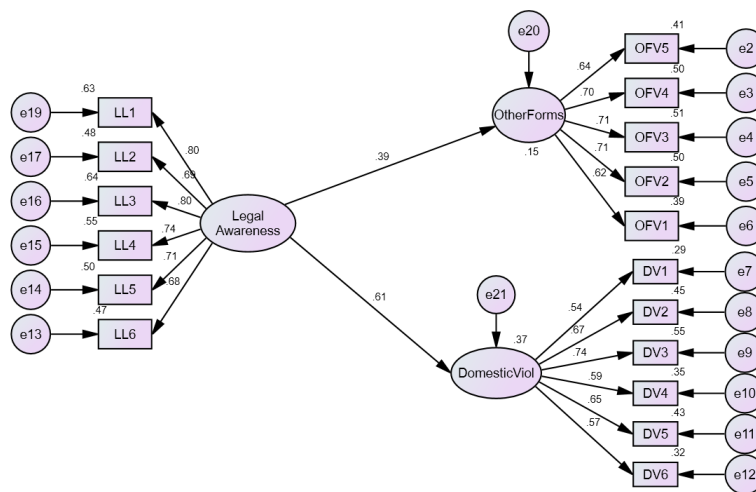 e20
.41
OFV5
e2
.64
.50
OFV4
e3
.70
OtherForms
.51
OFV3
e4
.71
.15
.50
OFV2
e5
.71
.39
OFV1
e6
.62
.63
e19
LL1
.80
.48
e17
LL2
.69
.64
e16
LL3
.80
.55
e15
LL4
.74
.50
e14
LL5
.71
.47
e13
LL6
.68
Legal
Awareness
.39
.61
e21
.37
DomesticViol
.29
DV1
e7
.54
.45
DV2
e8
.67
.55
DV3
e9
.74
.35
DV4
e10
.59
.43
DV5
e11
.65
.32
DV6
e12
.57